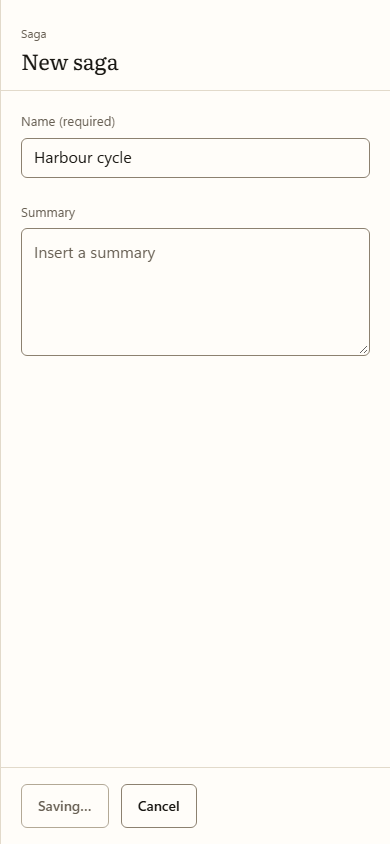 Saga
New saga
Name (required)
Harbour cycle
Summary
Insert a summary
Saving...
Cancel